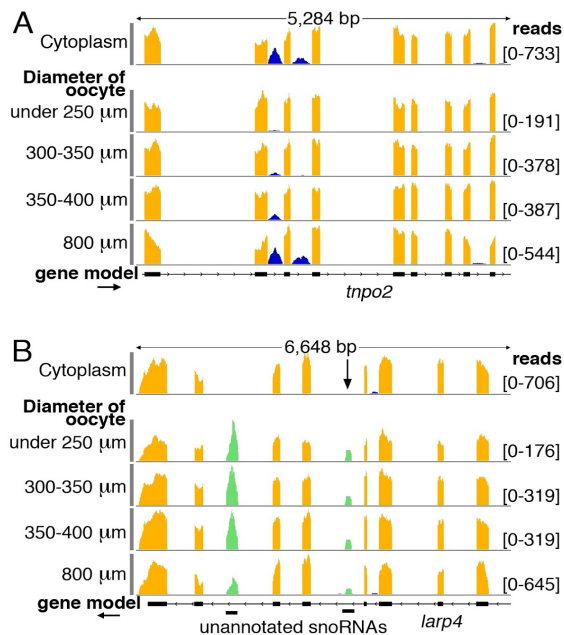 A
5,284 bp
reads
Cytoplasm
[0-733]
Diameter of
oocyte
under 250 μm
[0-191]
300-350 μm
[0-378]
350-400 μm
[0-387]
800 μm
[0-544]
gene model
tnpo2
B
6,648 bp
reads
Cytoplasm
[0-706]
Diameter of
oocyte
under 250 μm
[0-176]
300-350 μm
[0-319]
350-400 μm
[0-319]
800 μm
[0-645]
gene model
unannotated snoRNAs
larp4